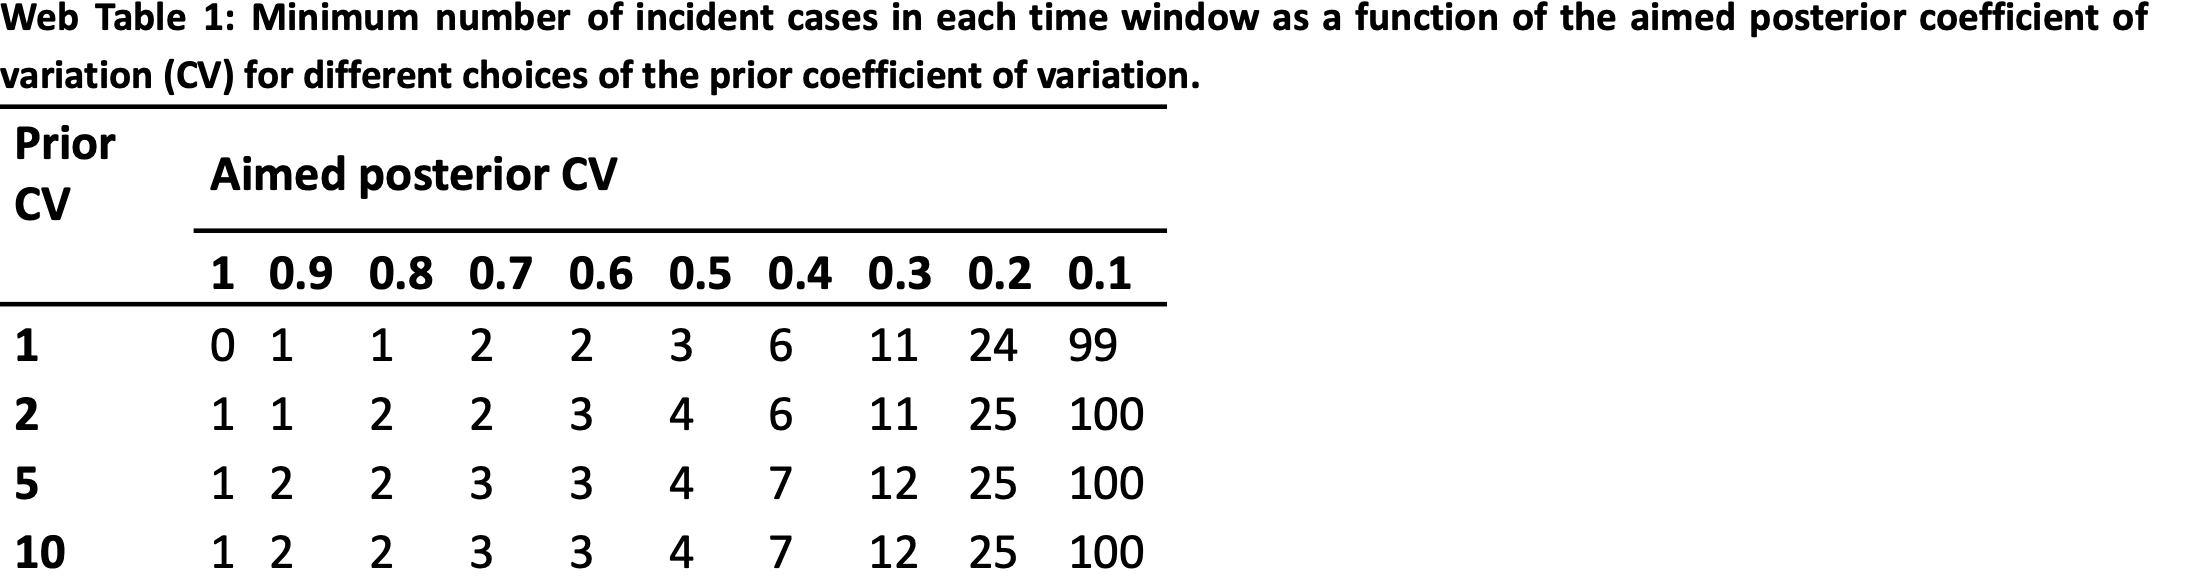 Web Table 1: Minimum number of incident cases in each time window as a function of the aimed posterior coefficient of
variation (CV) for different choices of the prior coefficient of variation.
Prior
CV
Aimed posterior CV
1 0.9 0.8 0.7 0.6 0.5 0.4 0.3 0.2 0.1
1 0 1 1 2 2 3 6 11 24 99
2 1 1 2 2 3 4 6 11 25 100
5 1 2 2 3 3 4 7 12 25 100
10 1 2 2 3 3 4 7 12 25 100